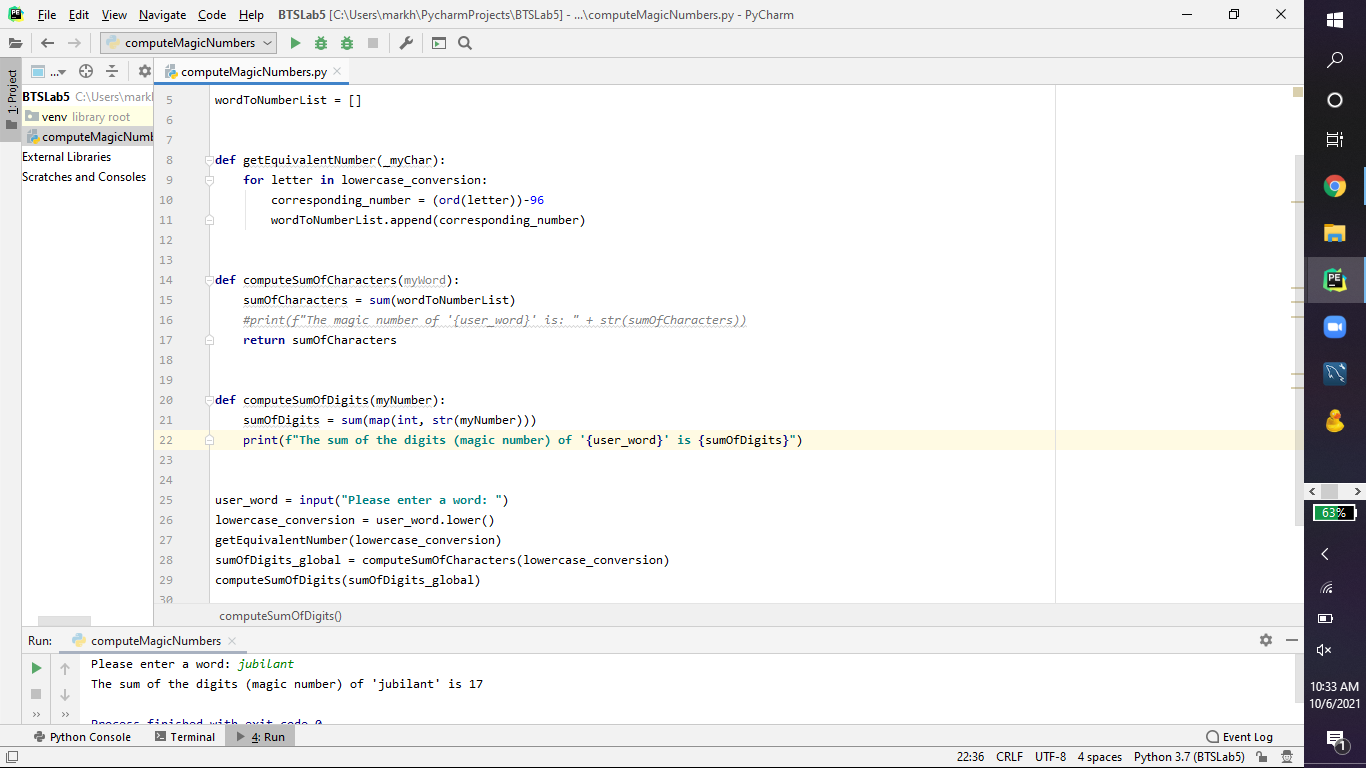 File Edit View Navigate Code Help BTSLab5 [C:\Users\markh\PycharmProjects\BTSLab5] - ...\computeMagicNumbers.py - PyCharm
computeMagicNumbers
... computeMagicNumbers.py
1: Project
BTSLab5 C:\Users\markl
venv library root
computeMagicNumb
External Libraries
Scratches and Consoles
5 wordToNumberList = []
6
7
8 def getEquivalentNumber(_myChar):
9 for letter in lowercase_conversion:
10 corresponding_number = (ord(letter))-96
11 wordToNumberList.append(corresponding_number)
12
13
14 def computeSumOfCharacters(myWord):
15 sumOfCharacters = sum(wordToNumberList)
16 #print(f"The magic number of '{user_word}' is: " + str(sumOfCharacters))
17 return sumOfCharacters
18
19
20 def computeSumOfDigits(myNumber):
21 sumOfDigits = sum(map(int, str(myNumber)))
22 print(f"The sum of the digits (magic number) of '{user_word}' is {sumOfDigits}")
23
24
25 user_word = input("Please enter a word: ")
26 lowercase_conversion = user_word.lower()
27 getEquivalentNumber(lowercase_conversion)
28 sumOfDigits_global = computeSumOfCharacters(lowercase_conversion)
29 computeSumOfDigits(sumOfDigits_global)
30
computeSumOfDigits()
Run: computeMagicNumbers
Please enter a word: jubilant
The sum of the digits (magic number) of 'jubilant' is 17
Process finished with exit code 0
Python Console Terminal 4: Run Event Log
22:36 CRLF UTF-8 4 spaces Python 3.7 (BTSLab5)
PE
63%
10:33 AM
10/6/2021
1